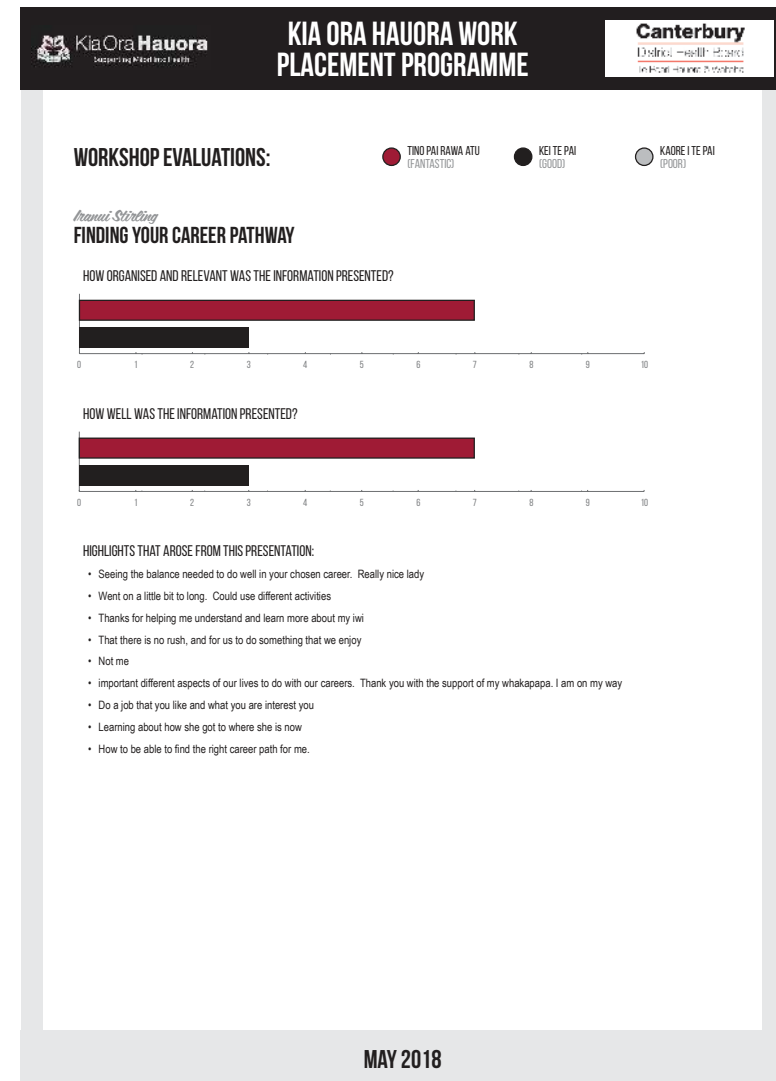 Kia Ora Hauora
Supporting Māori into Health
KIA ORA HAUORA WORK
PLACEMENT PROGRAMME
Canterbury
District Health Board
WORKSHOP EVALUATIONS:
TINO PAI RAWA ATU
(FANTASTIC)
KEI TE PAI
(GOOD)
KAORE I TE PAI
(POOR)
Iranui Stirling
FINDING YOUR CAREER PATHWAY
HOW ORGANISED AND RELEVANT WAS THE INFORMATION PRESENTED?
0 1 2 3 4 5 6 7 8 9 10
HOW WELL WAS THE INFORMATION PRESENTED?
0 1 2 3 4 5 6 7 8 9 10
HIGHLIGHTS THAT AROSE FROM THIS PRESENTATION:
• Seeing the balance needed to do well in your chosen career. Really nice lady
• Went on a little bit to long. Could use different activities
• Thanks for helping me understand and learn more about my iwi
• That there is no rush, and for us to do something that we enjoy
• Not me
• important different aspects of our lives to do with our careers. Thank you with the support of my whakapapa. I am on my way
• Do a job that you like and what you are interest you
• Learning about how she got to where she is now
• How to be able to find the right career path for me.
MAY 2018